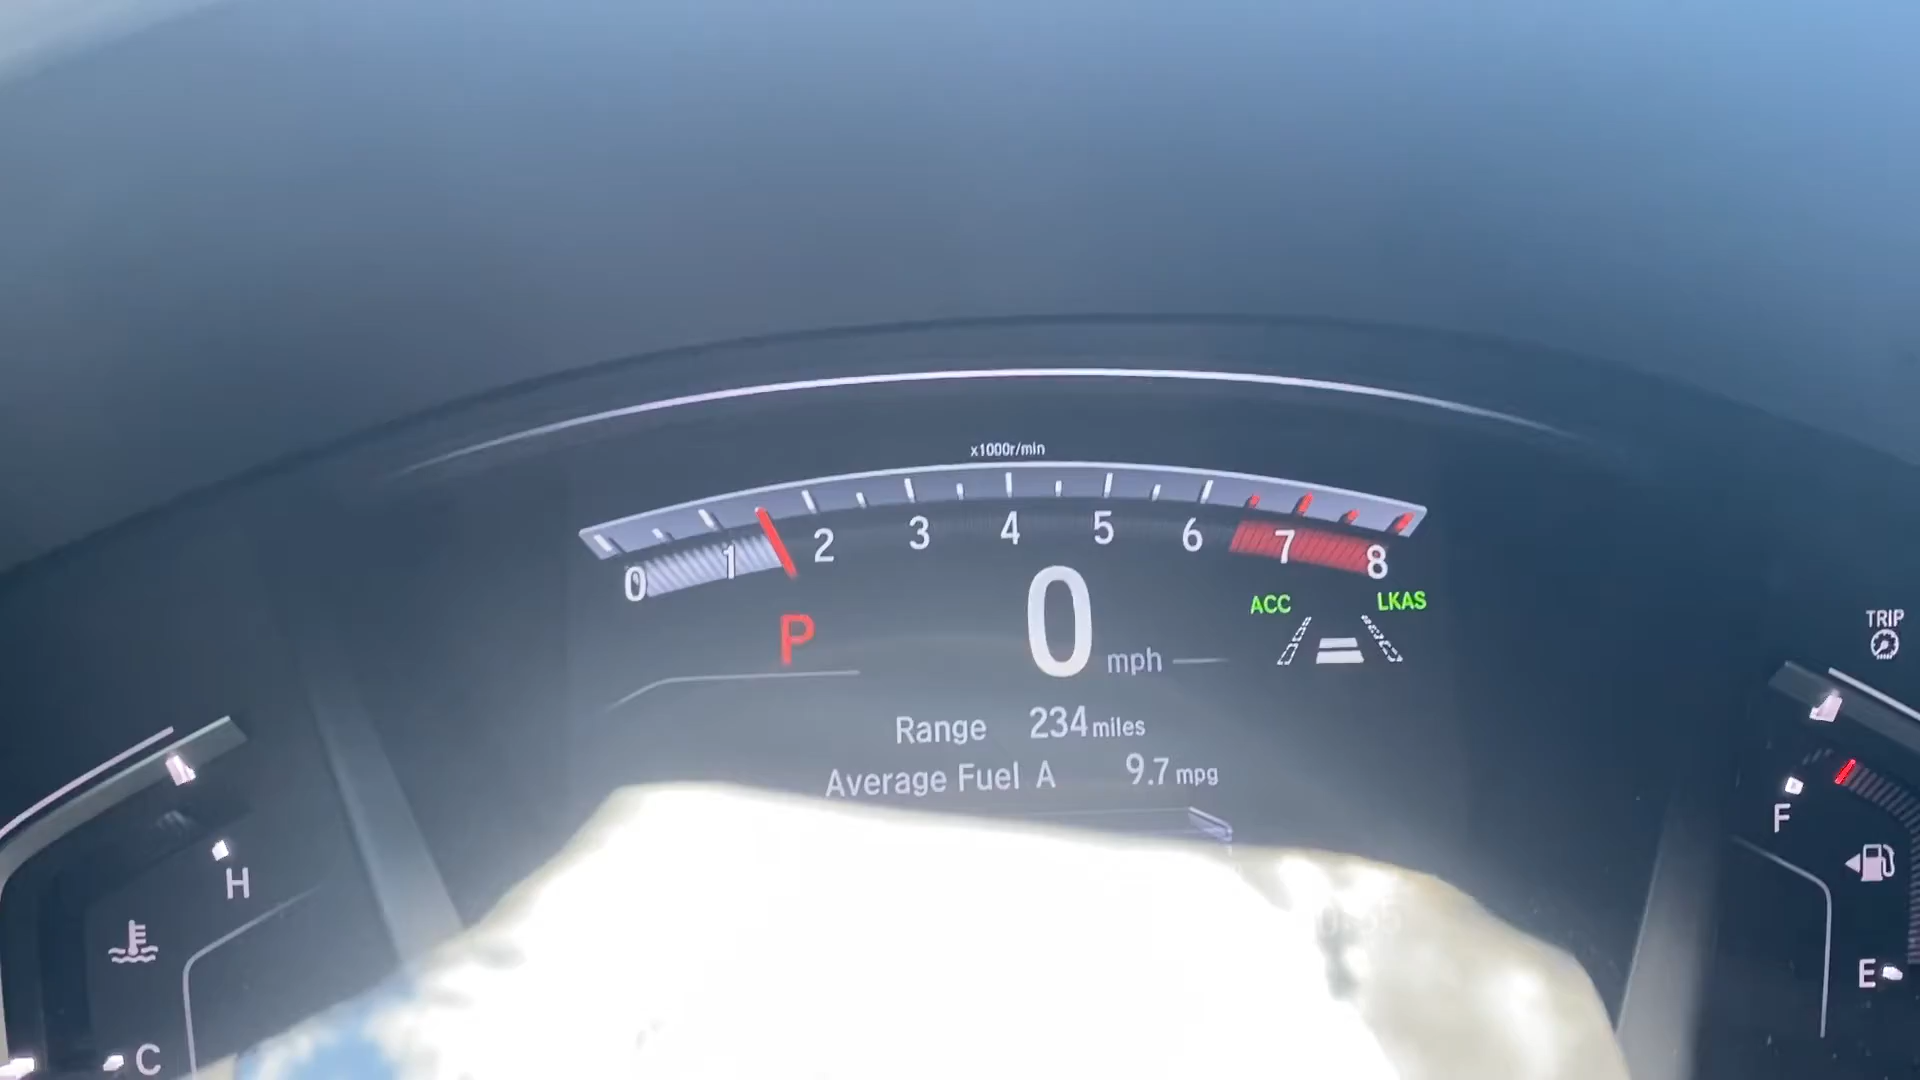 x1000r/min
0 1 2 3 4 5 6 7 8
ACC LKAS
P 0 mph
TRIP
Range 234 miles
Average Fuel A 9.7 mpg
H
F
E
C